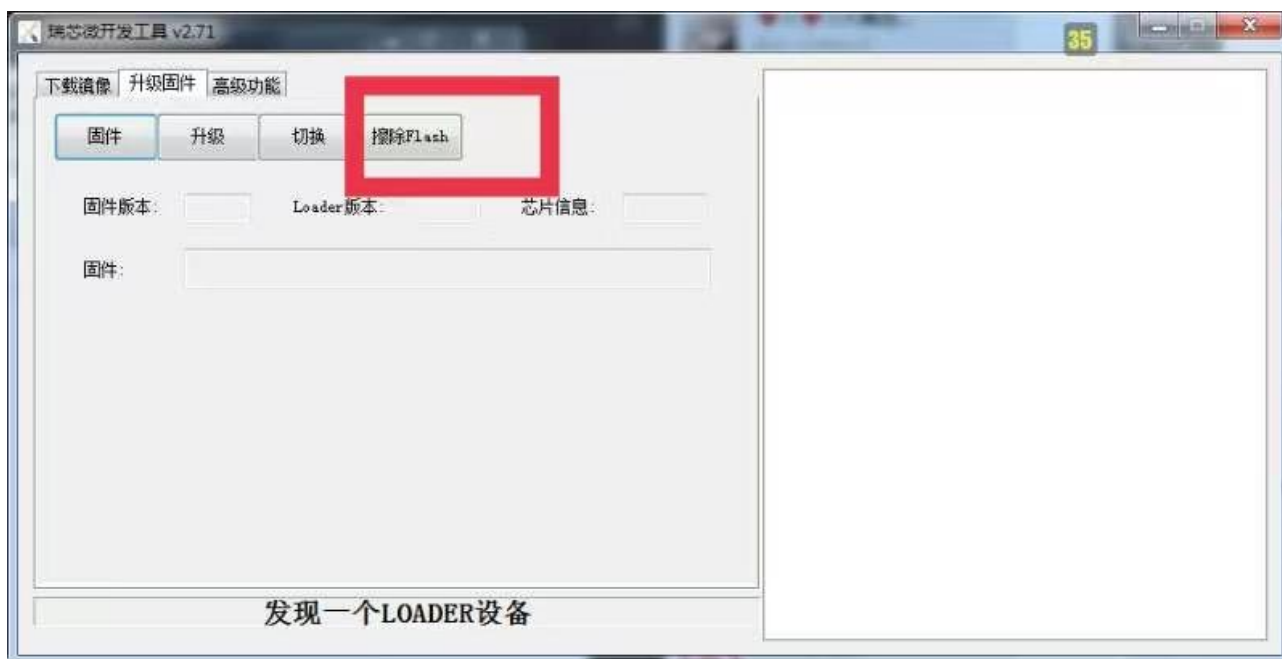 瑞芯微开发工具 v2.71
35
下载镜像 升级固件 高级功能
固件 升级 切换 擦除Flash
固件版本: Loader版本: 芯片信息:
固件:
发现一个LOADER设备